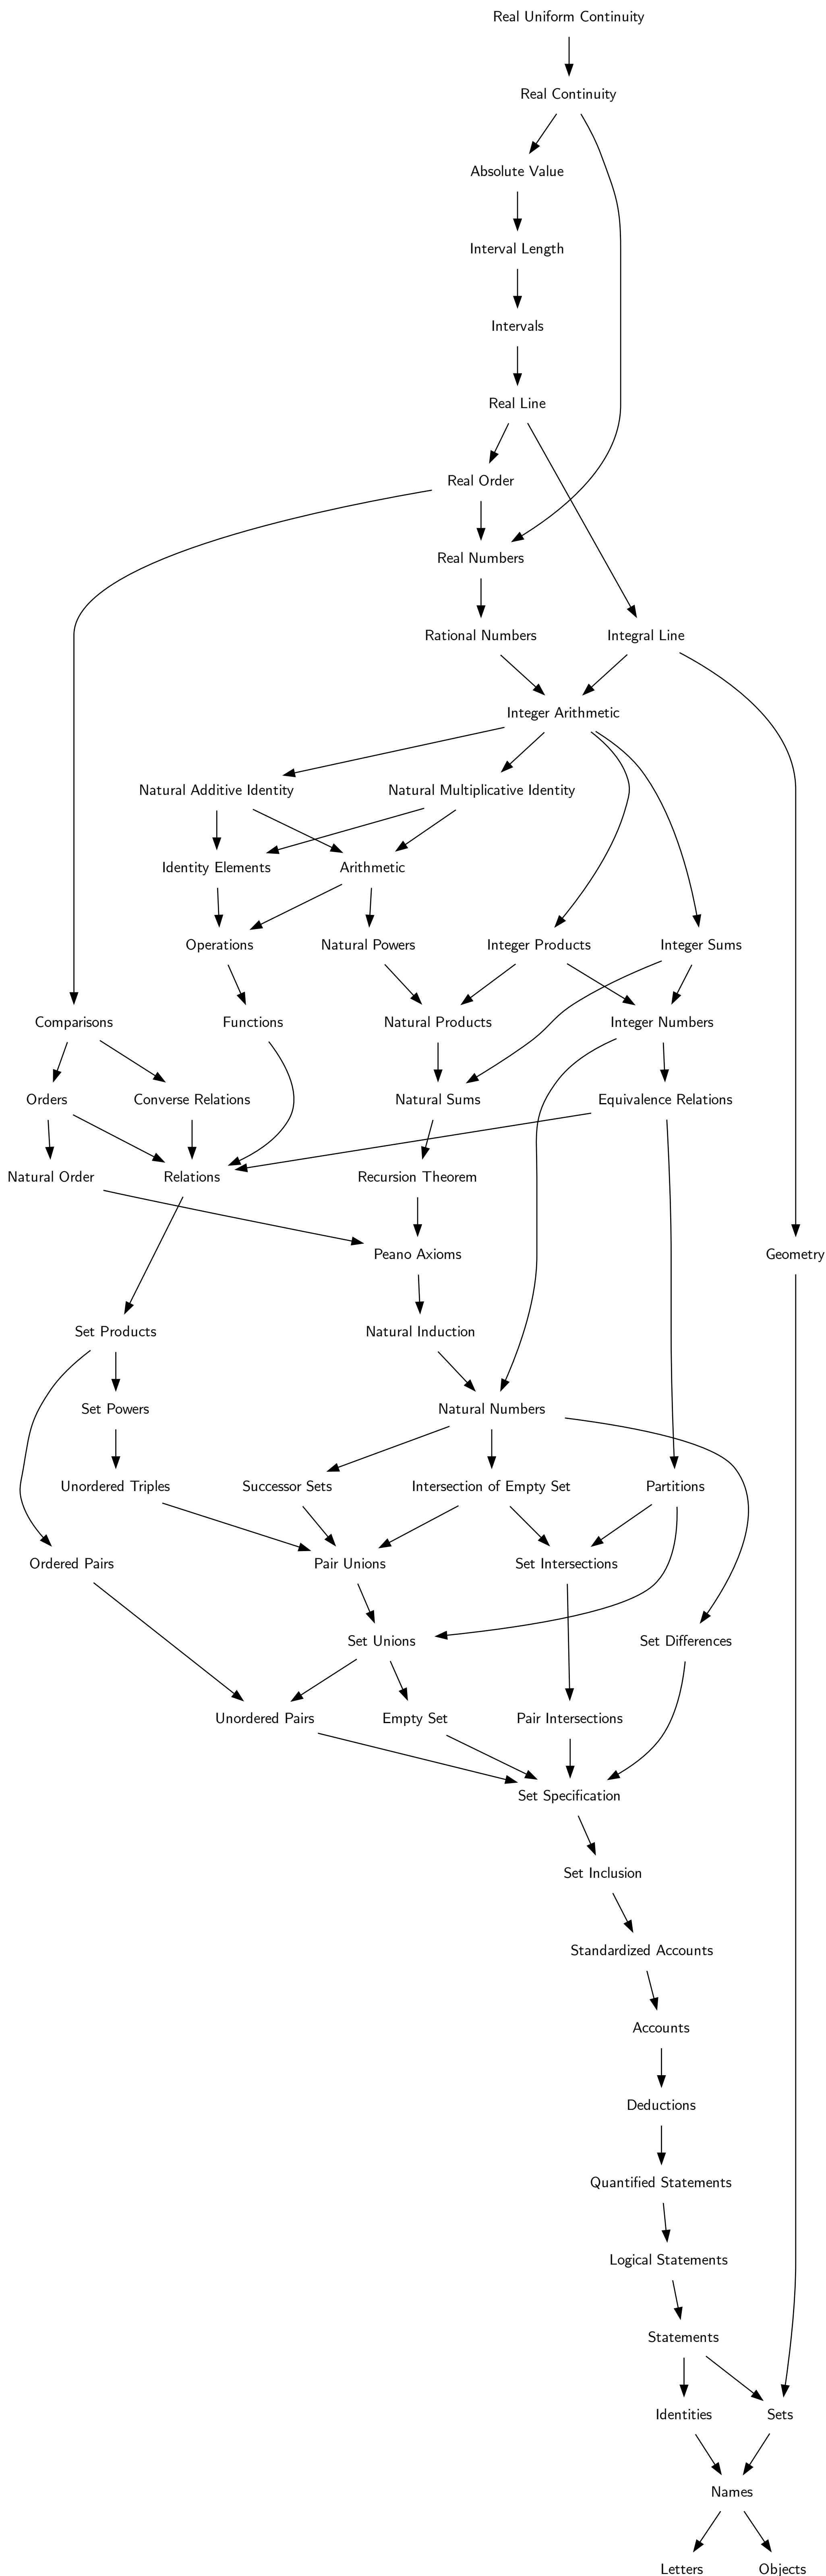 Real Uniform Continuity
Real Continuity
Absolute Value
Interval Length
Intervals
Real Line
Real Order
Real Numbers
Rational Numbers
Integral Line
Integer Arithmetic
Natural Additive Identity
Natural Multiplicative Identity
Identity Elements
Arithmetic
Operations
Natural Powers
Integer Products
Integer Sums
Comparisons
Functions
Natural Products
Integer Numbers
Orders
Converse Relations
Natural Sums
Equivalence Relations
Natural Order
Relations
Recursion Theorem
Peano Axioms
Geometry
Set Products
Natural Induction
Set Powers
Natural Numbers
Unordered Triples
Successor Sets
Intersection of Empty Set
Partitions
Ordered Pairs
Pair Unions
Set Intersections
Set Unions
Set Differences
Unordered Pairs
Empty Set
Pair Intersections
Set Specification
Set Inclusion
Standardized Accounts
Accounts
Deductions
Quantified Statements
Logical Statements
Statements
Identities
Sets
Names
Letters
Objects